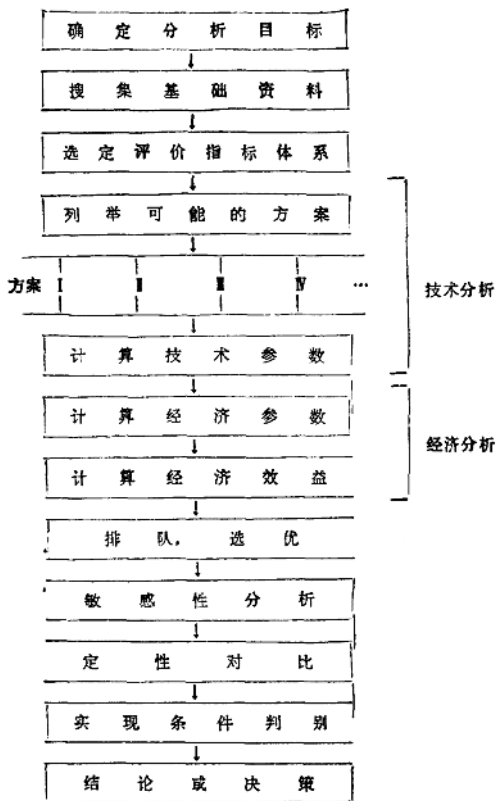 确定分析目标
搜集基础资料
选定评价指标体系
列举可能的方案
方案 Ⅰ Ⅱ Ⅲ Ⅳ …
技术分析
计算技术参数
计算经济参数
经济分析
计算经济效益
排队，选优
敏感性分析
定性对比
实现条件判别
结论或决策